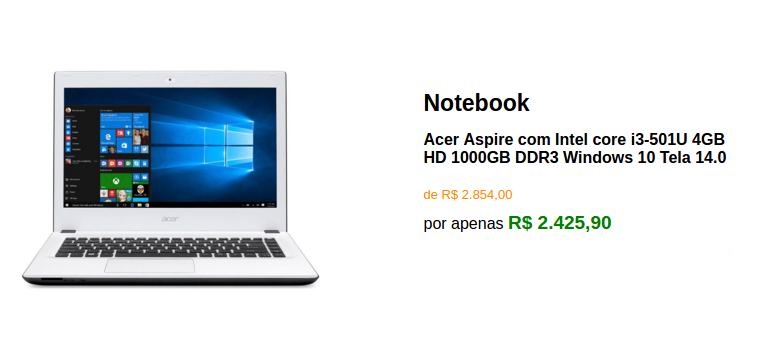 acer
Notebook
Acer Aspire com Intel core i3-501U 4GB
HD 1000GB DDR3 Windows 10 Tela 14.0
de R$ 2.854,00
por apenas R$ 2.425,90